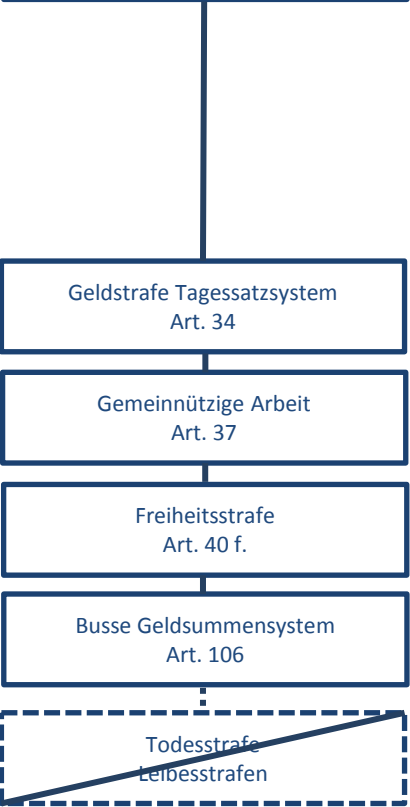 Geldstrafe Tagessatzsystem
Art. 34
Gemeinnützige Arbeit
Art. 37
Freiheitsstrafe
Art. 40 f.
Busse Geldsummensystem
Art. 106
Todesstrafe
Leibesstrafen